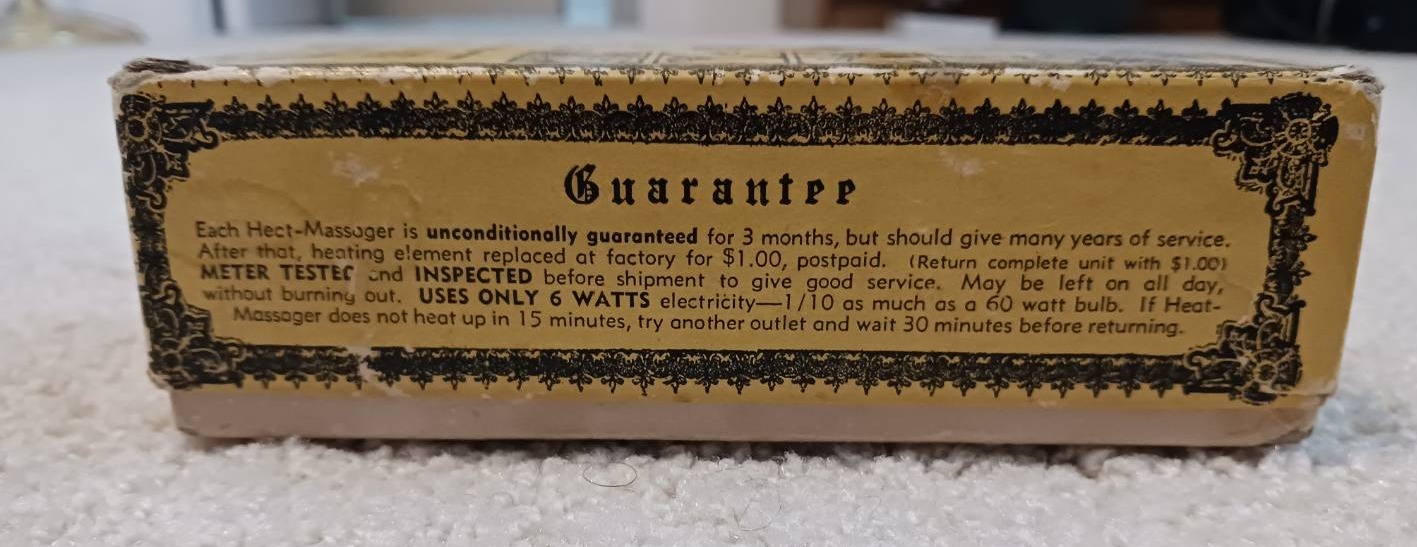 Guarantee
Each Hect-Massager is unconditionally guaranteed for 3 months, but should give many years of service.
After that, heating element replaced at factory for $1.00, postpaid. (Return complete unit with $1.00)
METER TESTED and INSPECTED before shipment to give good service. May be left on all day,
without burning out. USES ONLY 6 WATTS electricity—1/10 as much as a 60 watt bulb. If Heat-
Massager does not heat up in 15 minutes, try another outlet and wait 30 minutes before returning.